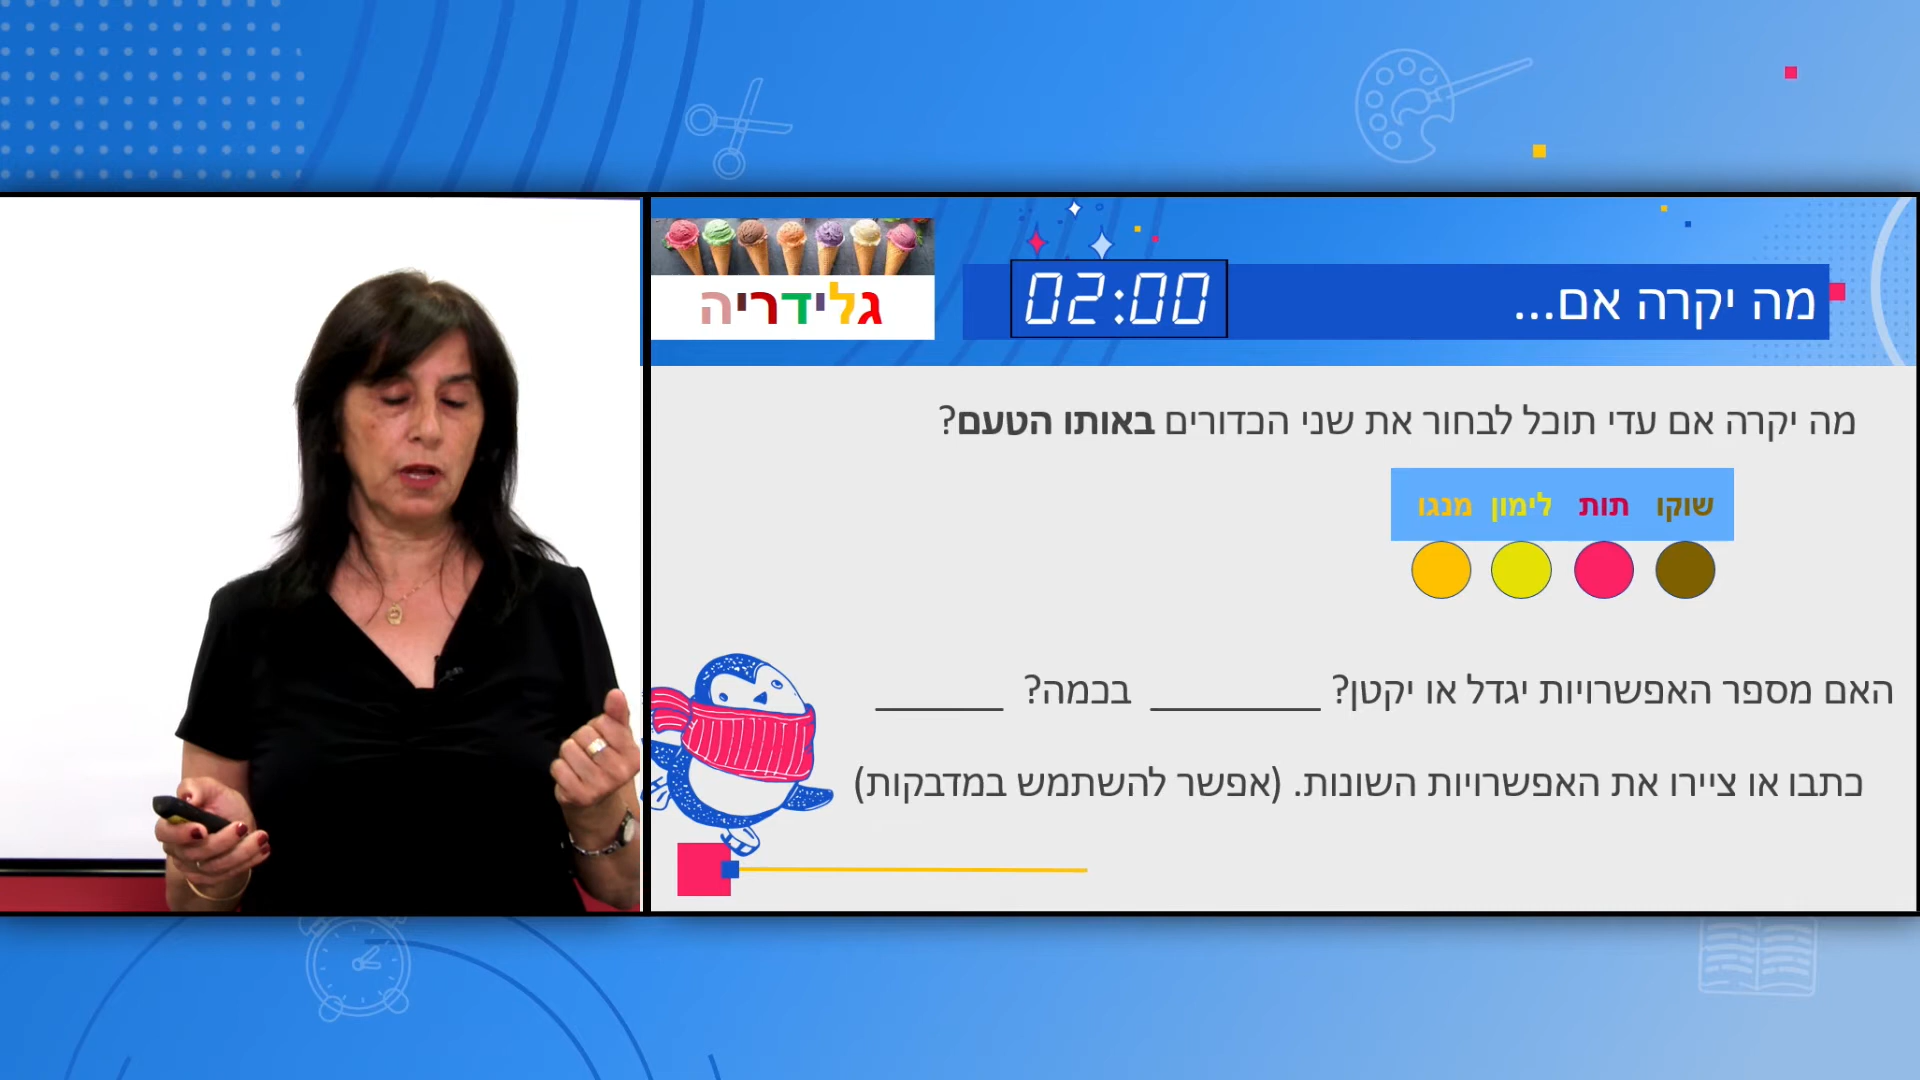 גלידריה
02:00
מה יקרה אם...
מה יקרה אם עדי תוכל לבחור את שני הכדורים באותו הטעם?
שוקו תות לימון מנגו
האם מספר האפשרויות יגדל או יקטן? ________ בכמה? ______
כתבו או ציירו את האפשרויות השונות. (אפשר להשתמש במדבקות)